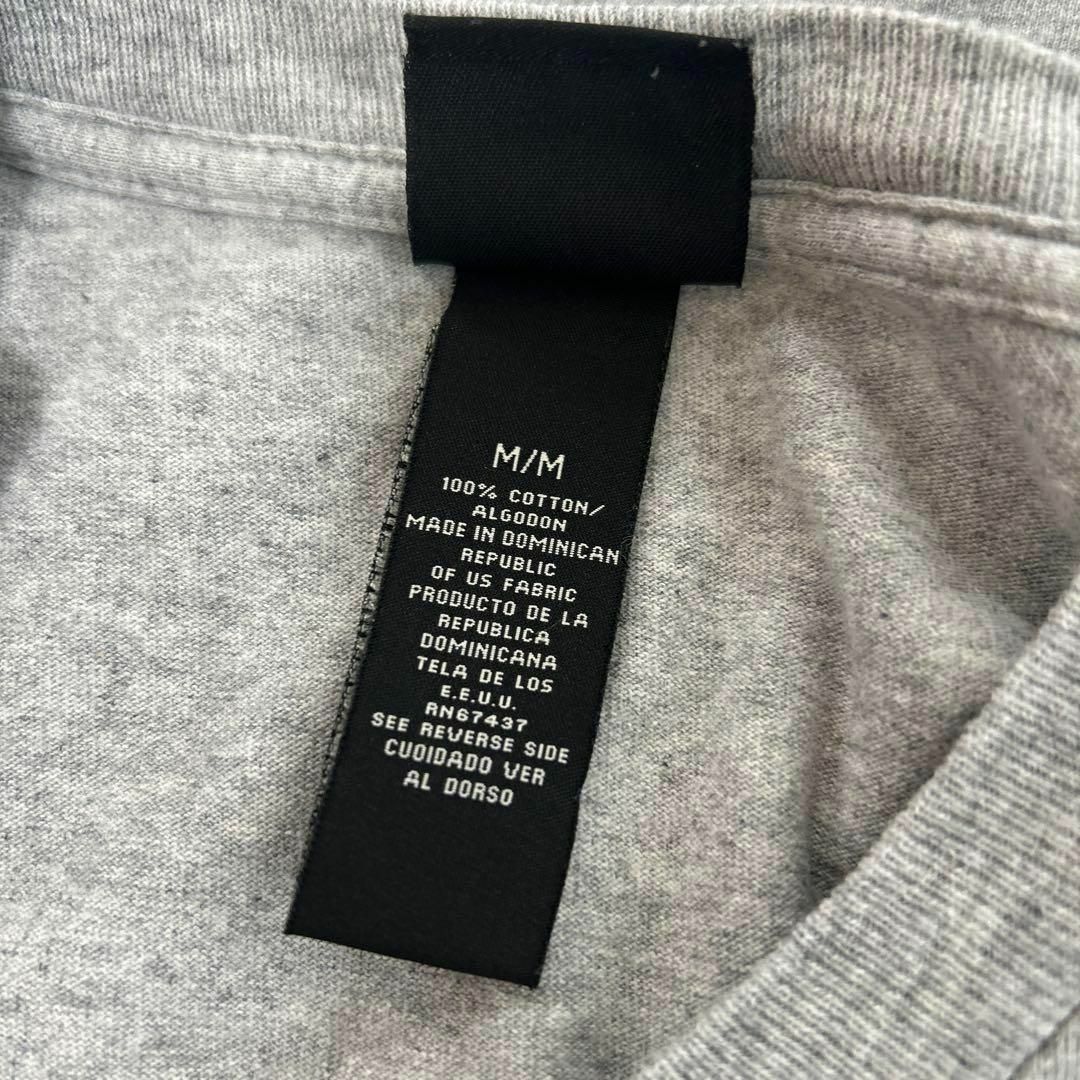 M/M
100% COTTON/
ALGODON
MADE IN DOMINICAN
REPUBLIC
OF US FABRIC
PRODUCTO DE LA
REPUBLICA
DOMINICANA
TELA DE LOS
E.E.U.U.
RN67437
SEE REVERSE SIDE
CUOIDADO VER
AL DORSO